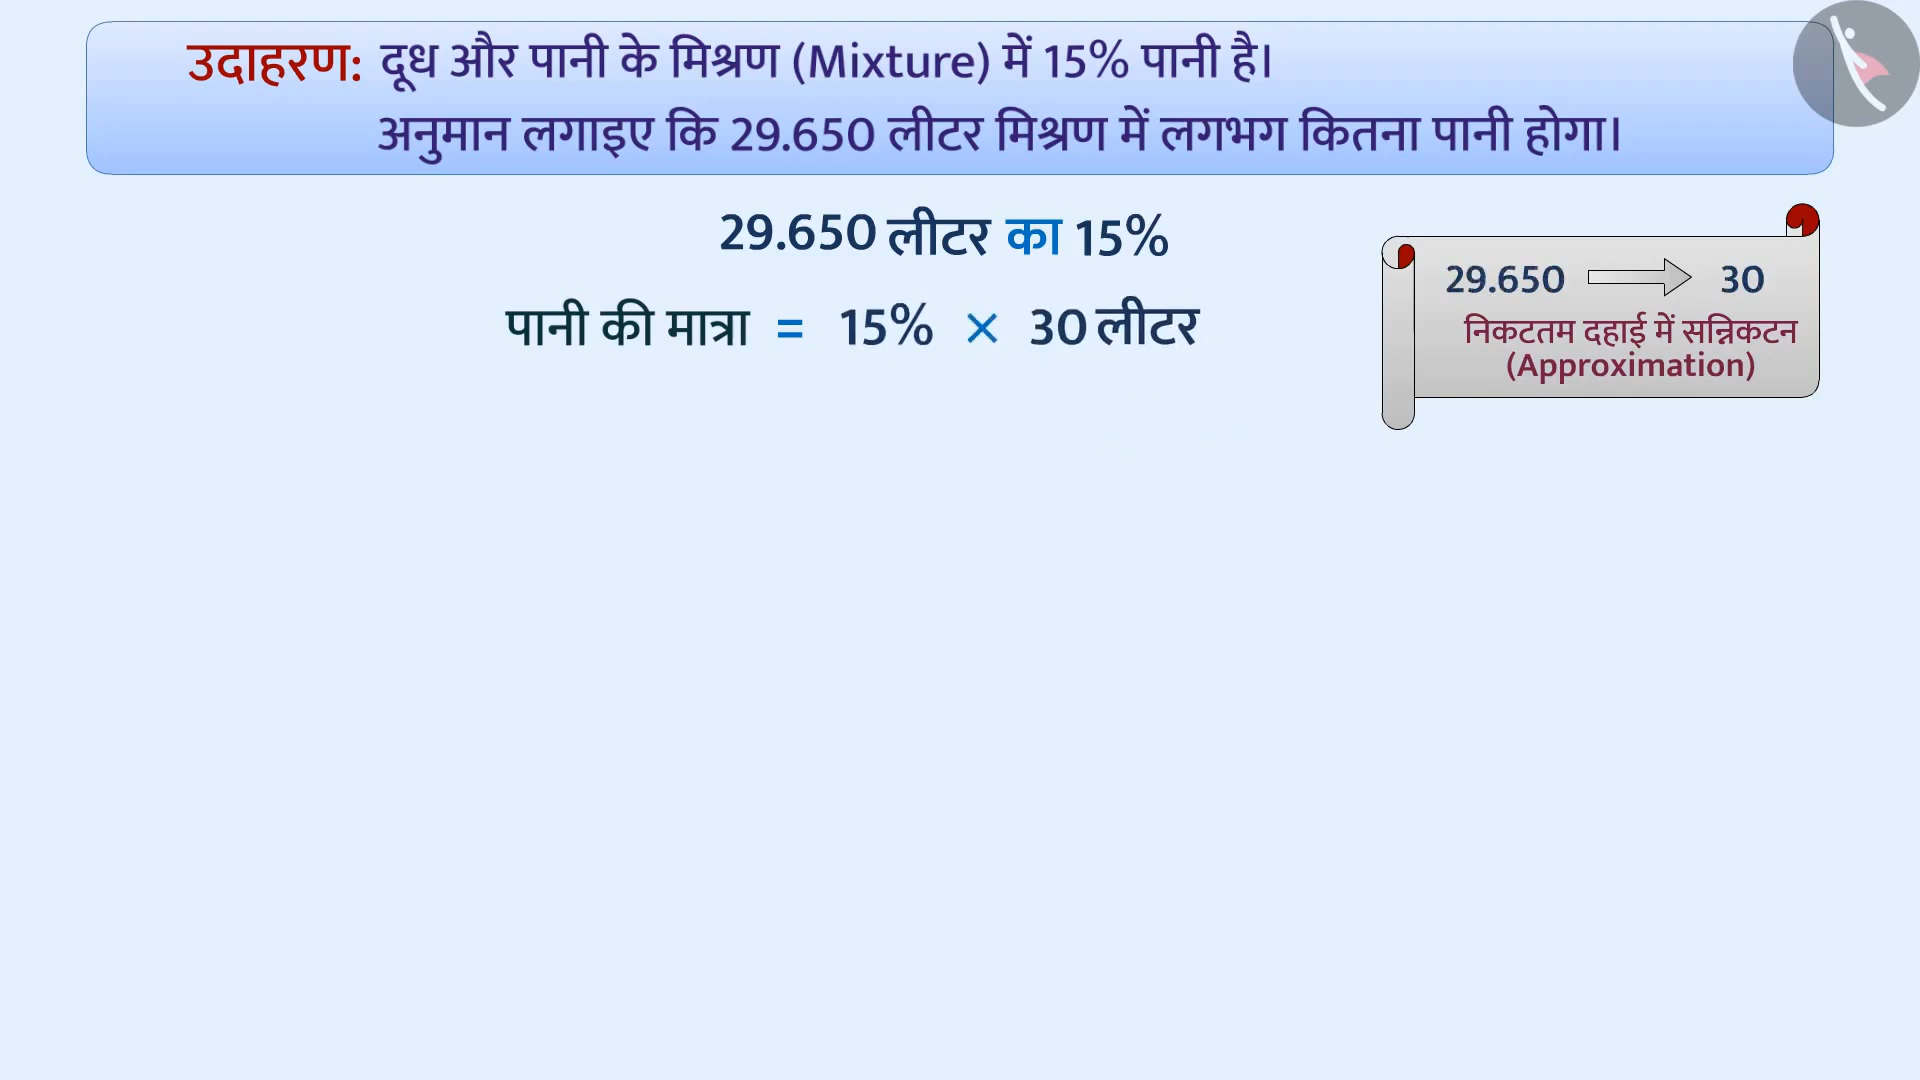 उदाहरण: दूध और पानी के मिश्रण (Mixture) में 15% पानी है।
अनुमान लगाइए कि 29.650 लीटर मिश्रण में लगभग कितना पानी होगा।
29.650 लीटर का 15%
पानी की मात्रा = 15% × 30 लीटर
29.650 30
निकटतम दहाई में सन्निकटन
(Approximation)